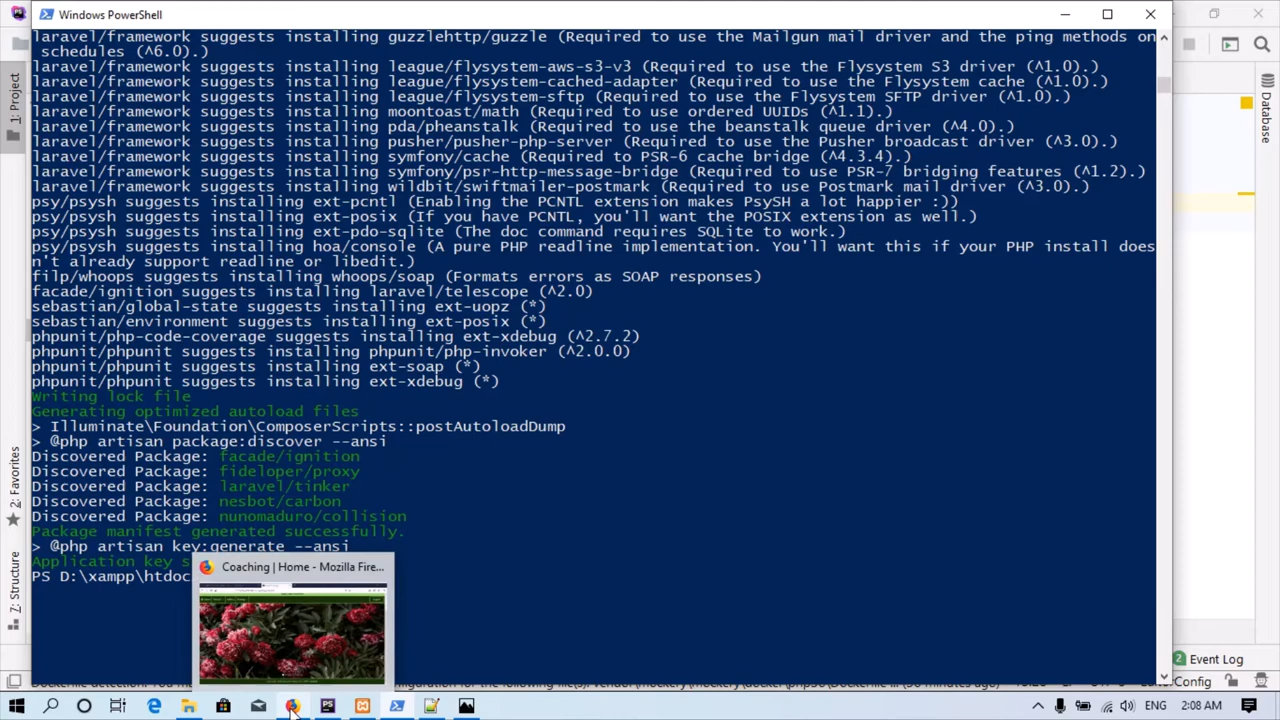 Windows PowerShell
laravel/framework suggests installing guzzlehttp/guzzle (Required to use the Mailgun mail driver and the ping methods on
schedules (^6.0).)
laravel/framework suggests installing league/flysystem-aws-s3-v3 (Required to use the Flysystem S3 driver (^1.0).)
laravel/framework suggests installing league/flysystem-cached-adapter (Required to use the Flysystem cache (^1.0).)
laravel/framework suggests installing league/flysystem-sftp (Required to use the Flysystem SFTP driver (^1.0).)
laravel/framework suggests installing moontoast/math (Required to use ordered UUIDs (^1.1).)
laravel/framework suggests installing pda/pheanstalk (Required to use the beanstalk queue driver (^4.0).)
laravel/framework suggests installing pusher/pusher-php-server (Required to use the Pusher broadcast driver (^3.0).)
laravel/framework suggests installing symfony/cache (Required to PSR-6 cache bridge (^4.3.4).)
laravel/framework suggests installing symfony/psr-http-message-bridge (Required to use PSR-7 bridging features (^1.2).)
laravel/framework suggests installing wildbit/swiftmailer-postmark (Required to use Postmark mail driver (^3.0).)
psy/psysh suggests installing ext-pcntl (Enabling the PCNTL extension makes PsySH a lot happier :))
psy/psysh suggests installing ext-posix (If you have PCNTL, you'll want the POSIX extension as well.)
psy/psysh suggests installing ext-pdo-sqlite (The doc command requires SQLite to work.)
psy/psysh suggests installing hoa/console (A pure PHP readline implementation. You'll want this if your PHP install does
n't already support readline or libedit.)
filp/whoops suggests installing whoops/soap (Formats errors as SOAP responses)
facade/ignition suggests installing laravel/telescope (^2.0)
sebastian/global-state suggests installing ext-uopz (*)
sebastian/environment suggests installing ext-posix (*)
phpunit/php-code-coverage suggests installing ext-xdebug (^2.7.2)
phpunit/phpunit suggests installing phpunit/php-invoker (^2.0.0)
phpunit/phpunit suggests installing ext-soap (*)
phpunit/phpunit suggests installing ext-xdebug (*)
Writing lock file
Generating optimized autoload files
> Illuminate\Foundation\ComposerScripts::postAutoloadDump
> @php artisan package:discover --ansi
Discovered Package: facade/ignition
Discovered Package: fideloper/proxy
Discovered Package: laravel/tinker
Discovered Package: nesbot/carbon
Discovered Package: nunomaduro/collision
Package manifest generated successfully.
> @php artisan key:generate --ansi
Application key s
PS D:\xampp\htdoc
Coaching | Home - Mozilla Fire...
1: Project
2: Favorites
7: Structure
Database
Event Log
Config
2:08 AM